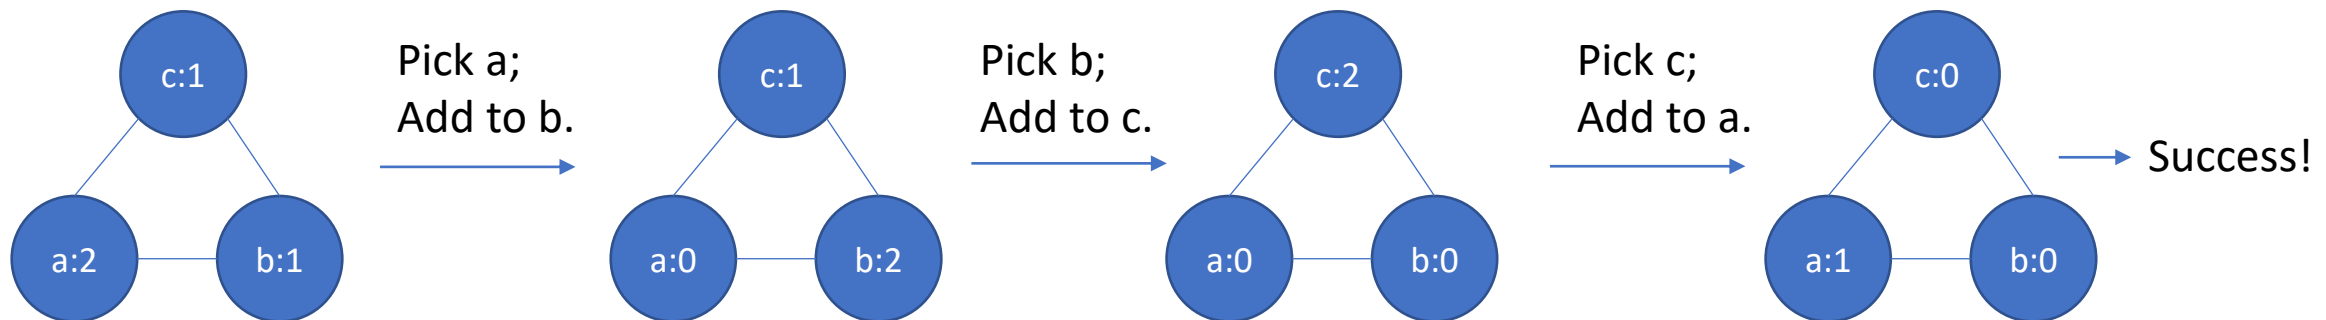 c:1
a:2
b:1
Pick a;
Add to b.
c:1
a:0
b:2
Pick b;
Add to c.
c:2
a:0
b:0
Pick c;
Add to a.
c:0
a:1
b:0
Success!